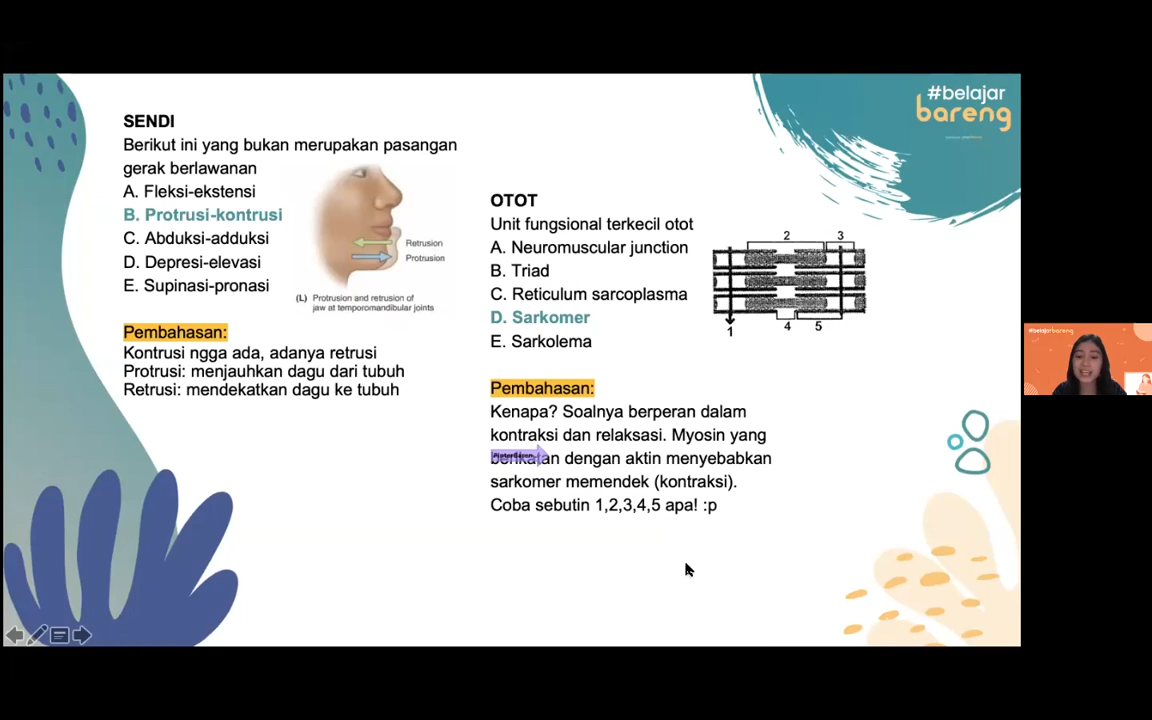 #belajar
bareng
SENDI
Berikut ini yang bukan merupakan pasangan
gerak berlawanan
A. Fleksi-ekstensi
B. Protrusi-kontrusi
C. Abduksi-adduksi
D. Depresi-elevasi
E. Supinasi-pronasi
Retrusion
Protrusion
(L) Protrusion and retrusion of
jaw at temporomandibular joints
Pembahasan:
Kontrusi ngga ada, adanya retrusi
Protrusi: menjauhkan dagu dari tubuh
Retrusi: mendekatkan dagu ke tubuh
OTOT
Unit fungsional terkecil otot
A. Neuromuscular junction
B. Triad
C. Reticulum sarcoplasma
D. Sarkomer
E. Sarkolema
2 3
1 4 5
Pembahasan:
Kenapa? Soalnya berperan dalam
kontraksi dan relaksasi. Myosin yang
berikatan dengan aktin menyebabkan
sarkomer memendek (kontraksi).
Coba sebutin 1,2,3,4,5 apa! :p
#belajarbareng